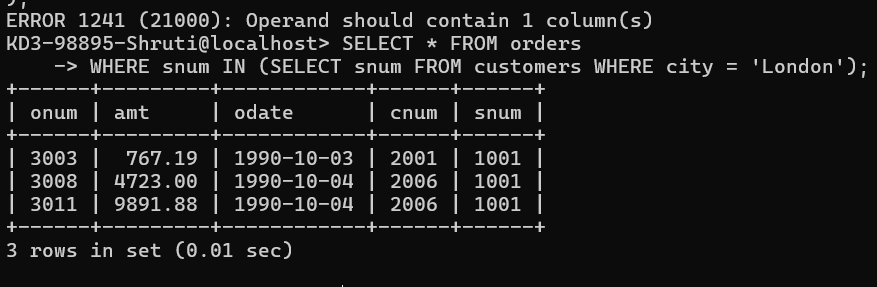 );
ERROR 1241 (21000): Operand should contain 1 column(s)
KD3-98895-Shruti@localhost> SELECT * FROM orders
    -> WHERE snum IN (SELECT snum FROM customers WHERE city = 'London');
+------+---------+------------+------+------+
| onum | amt     | odate      | cnum | snum |
+------+---------+------------+------+------+
| 3003 |  767.19 | 1990-10-03 | 2001 | 1001 |
| 3008 | 4723.00 | 1990-10-04 | 2006 | 1001 |
| 3011 | 9891.88 | 1990-10-04 | 2006 | 1001 |
+------+---------+------------+------+------+
3 rows in set (0.01 sec)